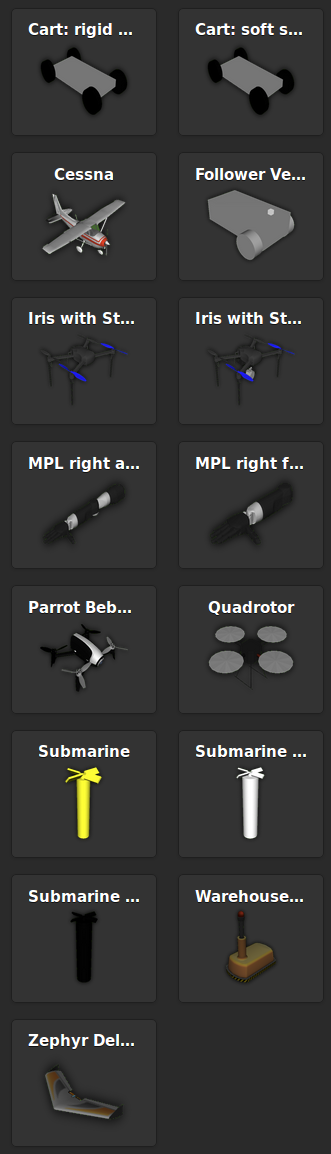 Cart: rigid ...
Cart: soft s...
Cessna
Follower Ve...
Iris with St...
Iris with St...
MPL right a...
MPL right f...
Parrot Beb...
Quadrotor
Submarine
Submarine ...
Submarine ...
Warehouse...
Zephyr Del...